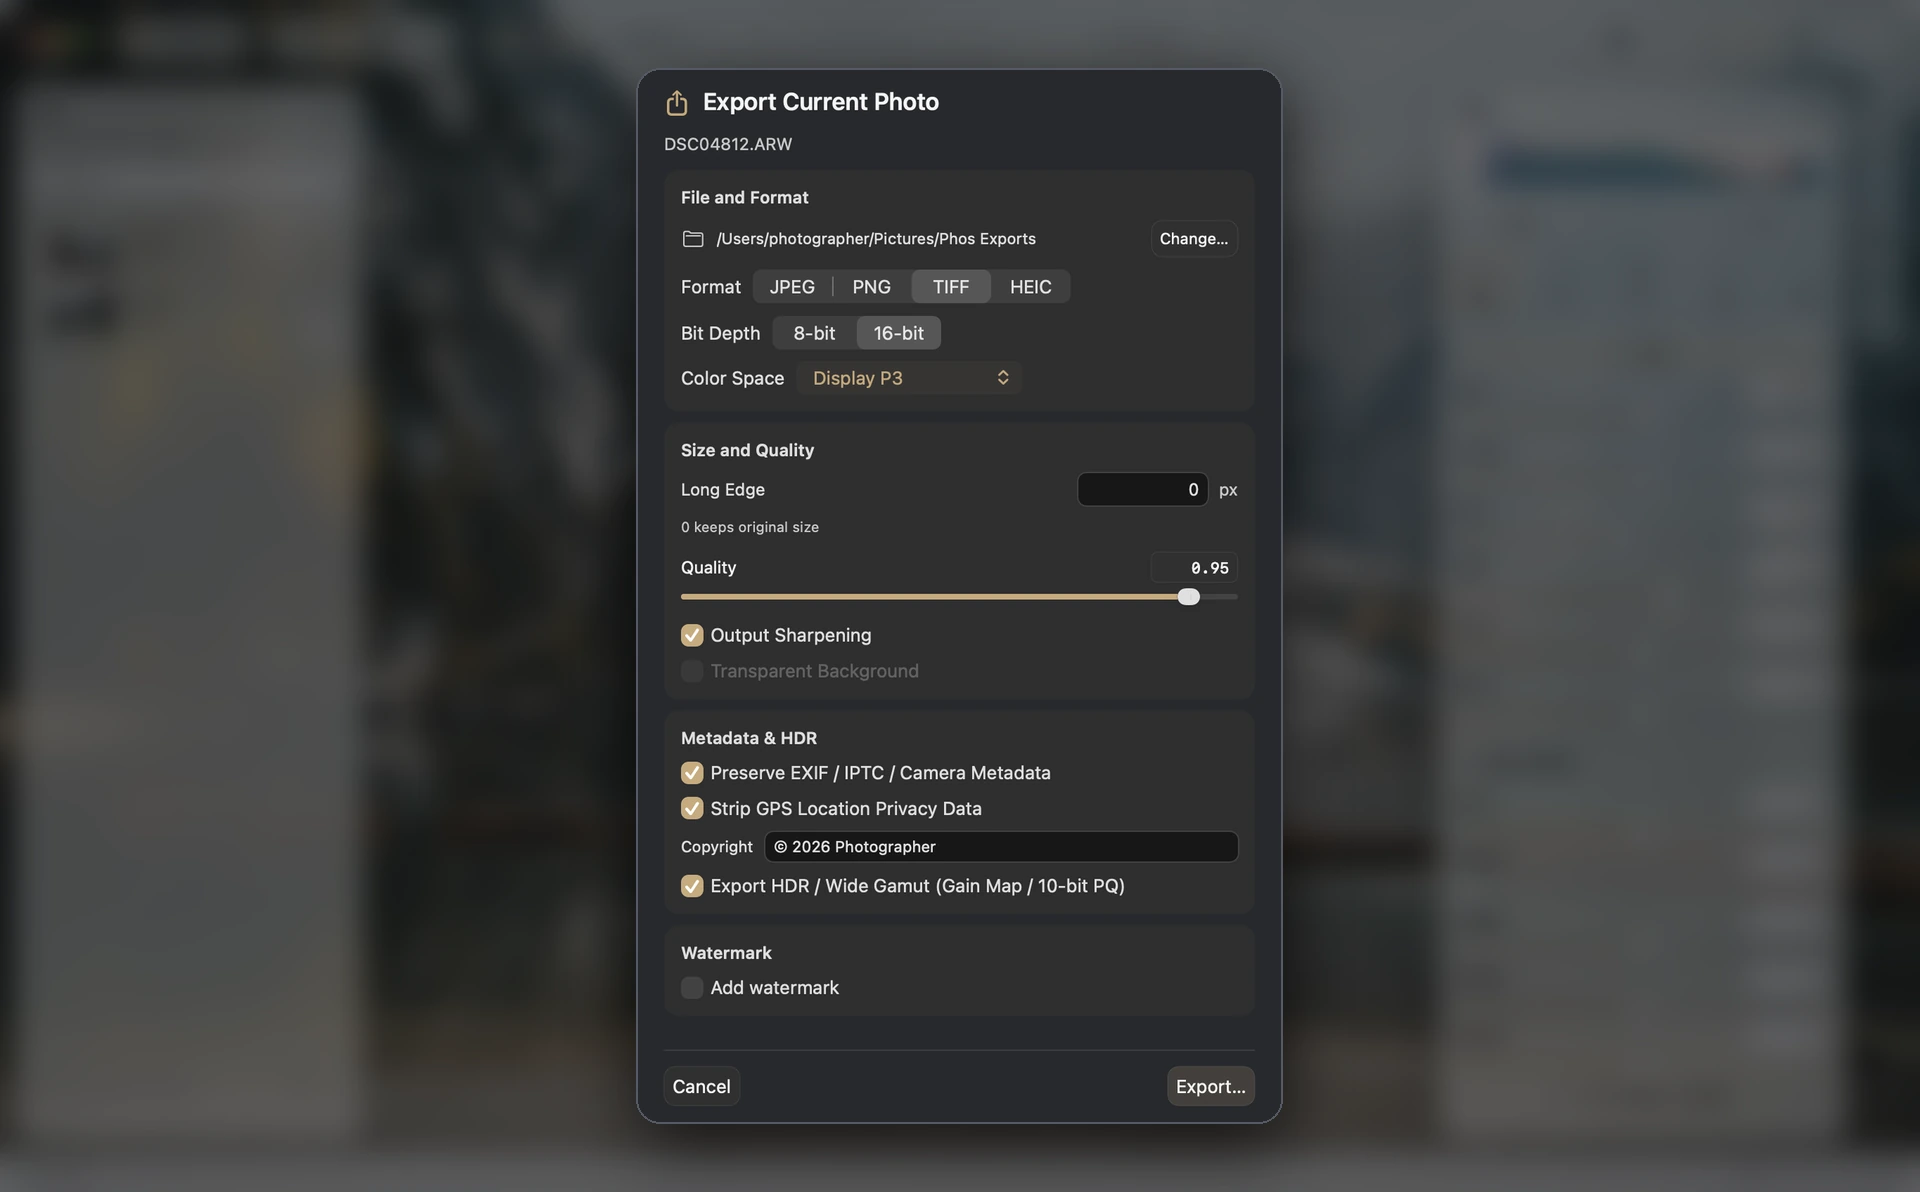 Export Current Photo
DSC04812.ARW
File and Format
/Users/photographer/Pictures/Phos Exports
Change...
Format JPEG PNG TIFF HEIC
Bit Depth 8-bit 16-bit
Color Space Display P3
Size and Quality
Long Edge 0 px
0 keeps original size
Quality 0.95
Output Sharpening
Transparent Background
Metadata & HDR
Preserve EXIF / IPTC / Camera Metadata
Strip GPS Location Privacy Data
Copyright © 2026 Photographer
Export HDR / Wide Gamut (Gain Map / 10-bit PQ)
Watermark
Add watermark
Cancel Export...